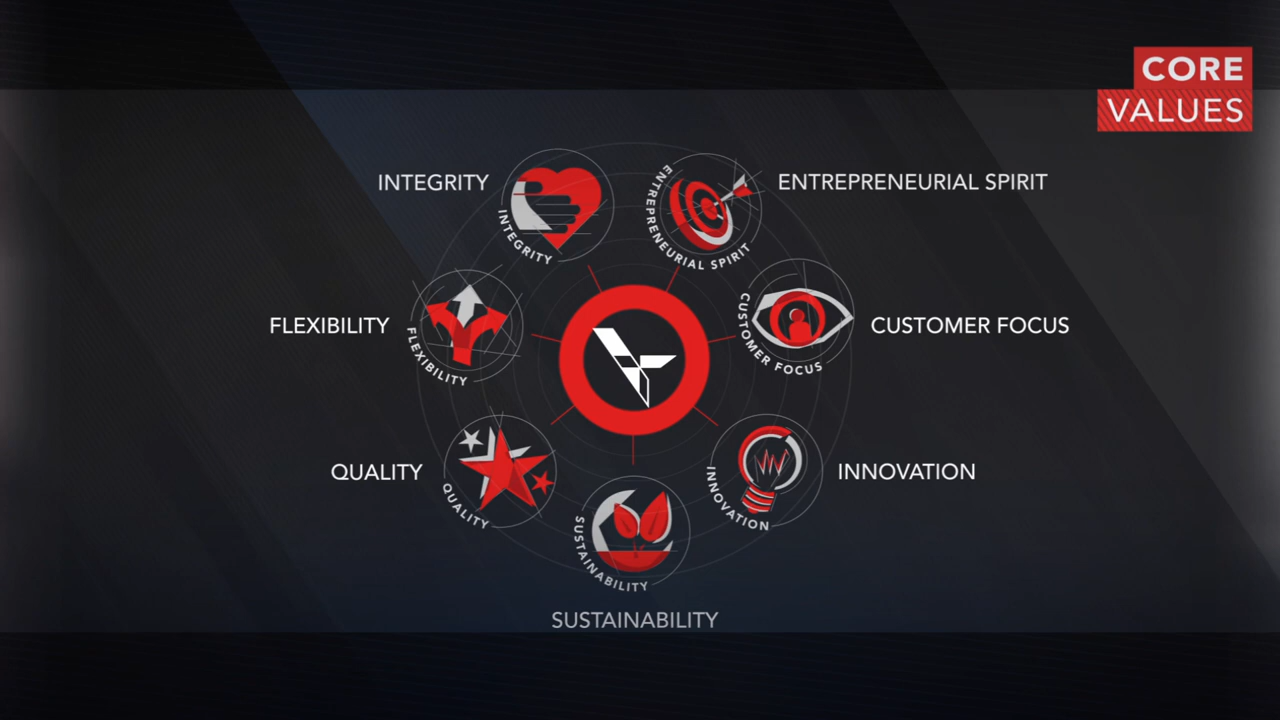 CORE
VALUES
INTEGRITY
INTEGRITY
ENTREPRENEURIAL SPIRIT
ENTREPRENEURIAL SPIRIT
FLEXIBILITY
FLEXIBILITY
CUSTOMER FOCUS
CUSTOMER FOCUS
QUALITY
QUALITY
INNOVATION
INNOVATION
SUSTAINABILITY
SUSTAINABILITY